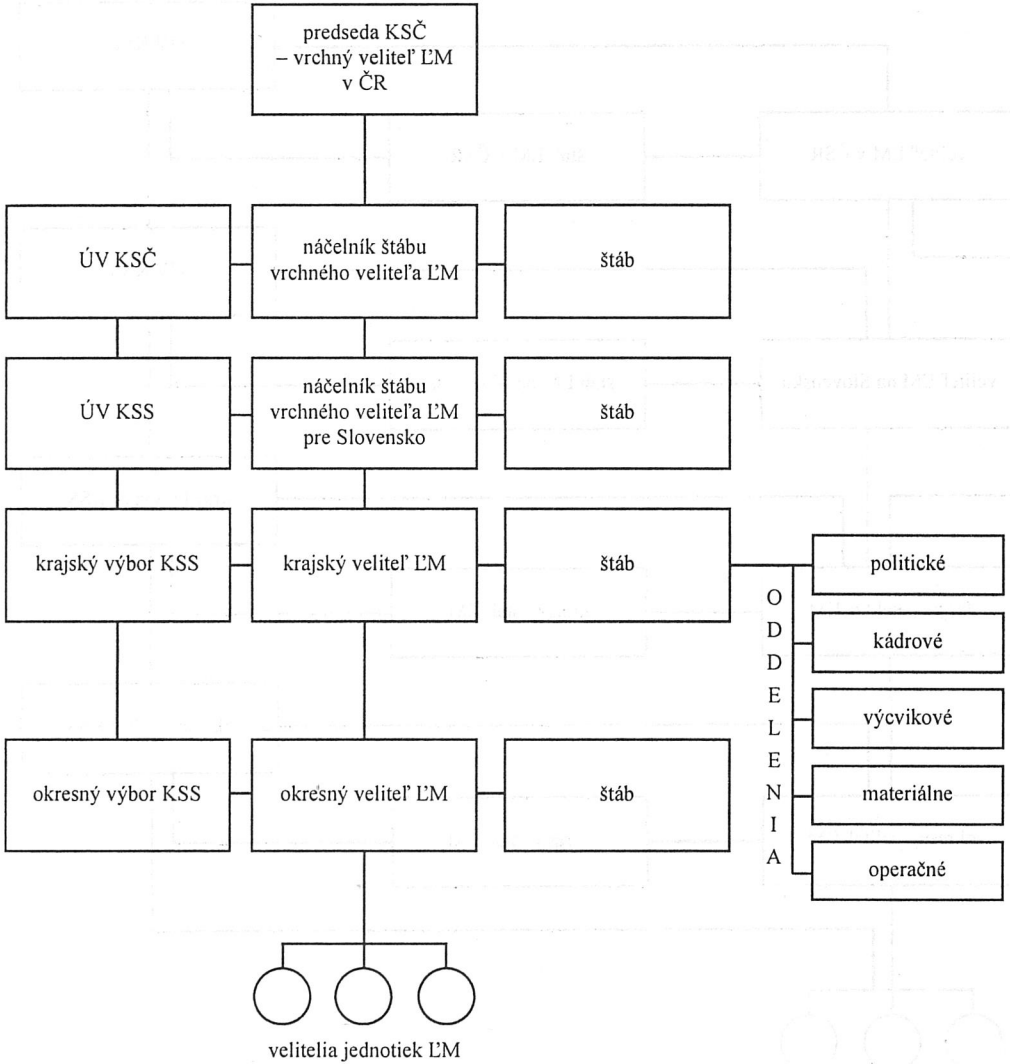 predseda KSČ
– vrchný veliteľ ĽM
v ČR
ÚV KSČ
náčelník štábu
vrchného veliteľa ĽM
štáb
ÚV KSS
náčelník štábu
vrchného veliteľa ĽM
pre Slovensko
štáb
krajský výbor KSS
krajský veliteľ ĽM
štáb
ODDELENIA
politické
kádrové
výcvikové
materiálne
operačné
okresný výbor KSS
okresný veliteľ ĽM
štáb
velitelia jednotiek ĽM